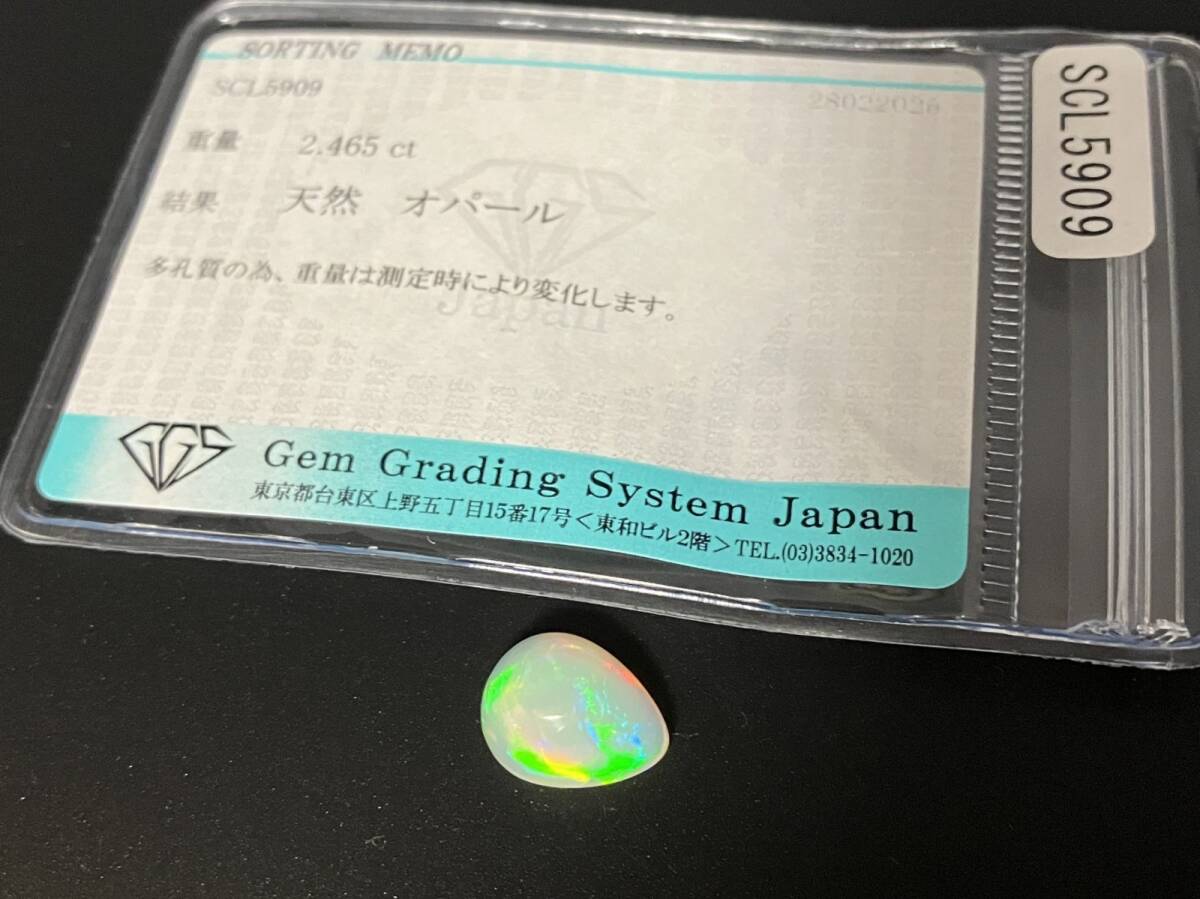 SORTING MEMO
SCL5909 28022026
重量 2.465 ct
結果 天然 オパール
多孔質の為、重量は測定時により変化します。
GGS
Japan
GGS Gem Grading System Japan
東京都台東区上野五丁目15番17号<東和ビル2階>TEL.(03)3834-1020
SCL5909